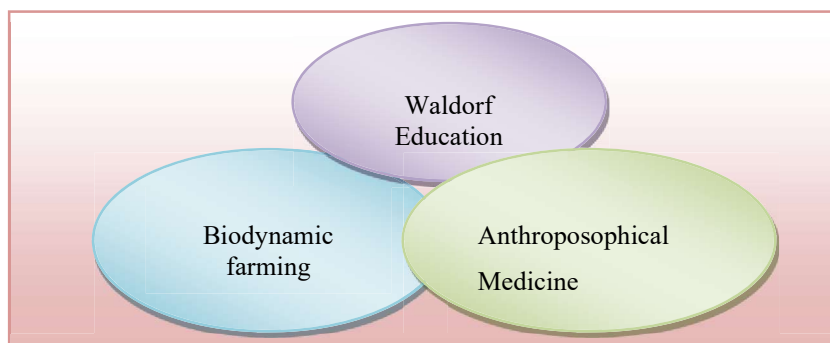 Waldorf
Education
Biodynamic
farming
Anthroposophical
Medicine